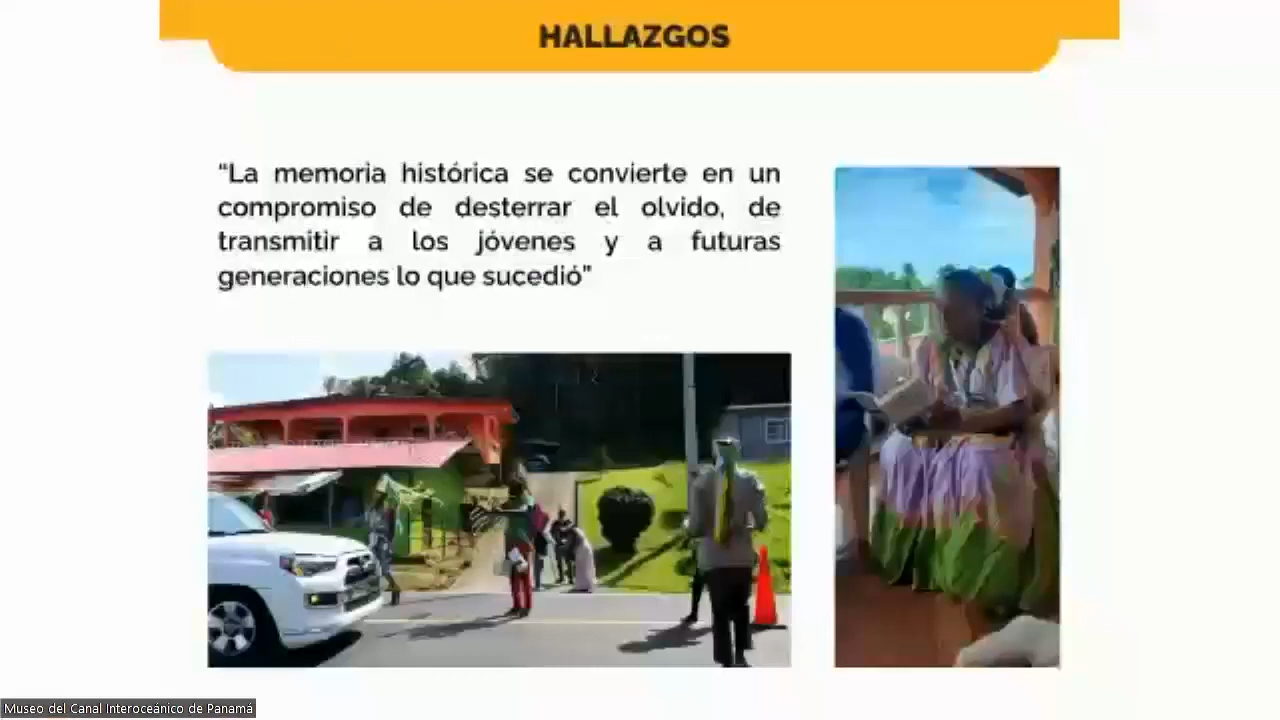 HALLAZGOS
“La memoria histórica se convierte en un
compromiso de desterrar el olvido, de
transmitir a los jóvenes y a futuras
generaciones lo que sucedió”
Museo del Canal Interoceánico de Panamá